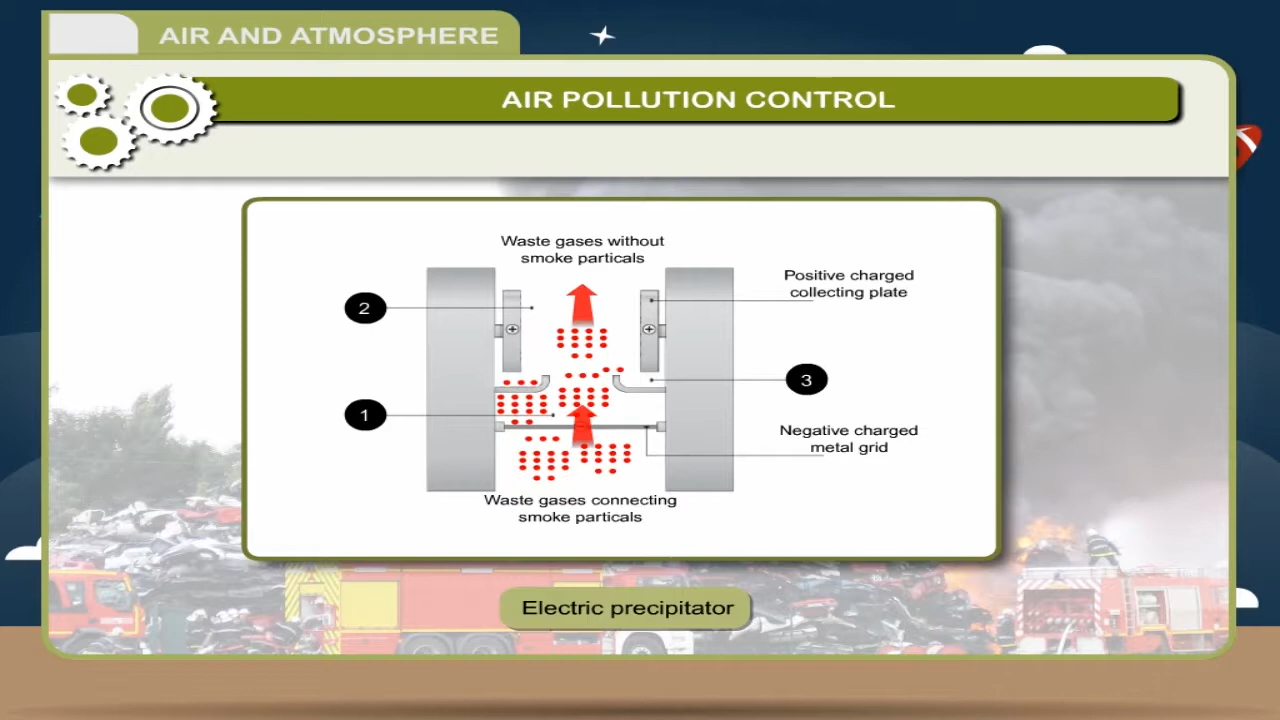 AIR AND ATMOSPHERE
AIR POLLUTION CONTROL
Waste gases without
smoke particals
Positive charged
collecting plate
2
3
1
Negative charged
metal grid
Waste gases connecting
smoke particals
Electric precipitator